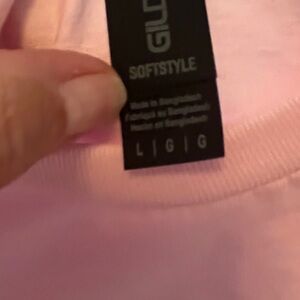 GILD
SOFTSTYLE
Made in Bangladesh
Fabriqué au Bangladesh
Hecho en Bangladesh
L | G | G